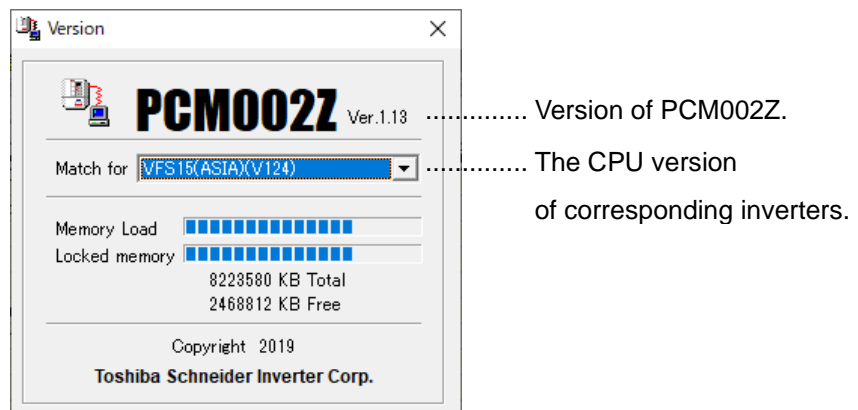 Version
PCM002Z Ver.1.13 .............. Version of PCM002Z.
Match for VFS15(ASIA)(V124) .............. The CPU version
of corresponding inverters.
Memory Load
Locked memory
8223580 KB Total
2468812 KB Free
Copyright 2019
Toshiba Schneider Inverter Corp.